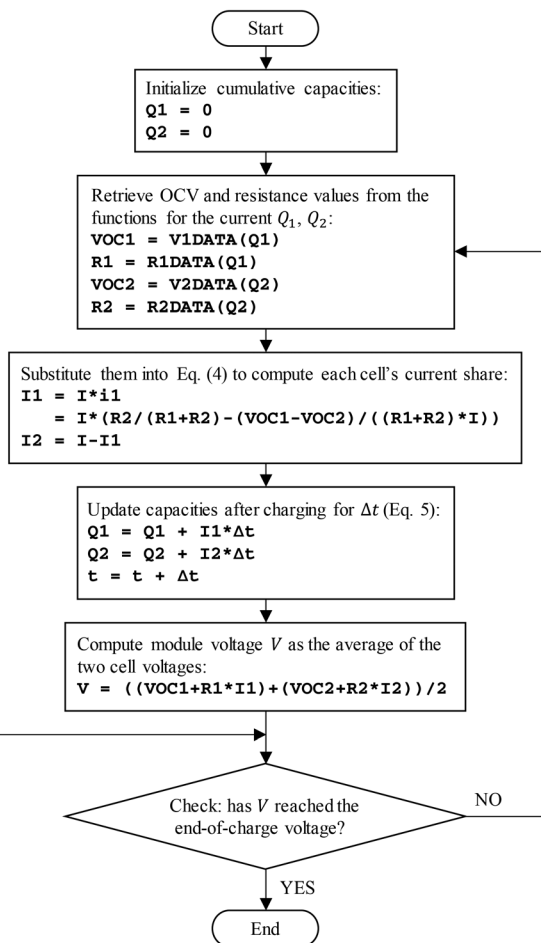 Start
Initialize cumulative capacities:
Q1 = 0
Q2 = 0
Retrieve OCV and resistance values from the
functions for the current Q₁, Q₂:
VOC1 = V1DATA(Q1)
R1 = R1DATA(Q1)
VOC2 = V2DATA(Q2)
R2 = R2DATA(Q2)
Substitute them into Eq. (4) to compute each cell's current share:
I1 = I*i1
= I*(R2/(R1+R2)-(VOC1-VOC2)/((R1+R2)*I))
I2 = I-I1
Update capacities after charging for Δt (Eq. 5):
Q1 = Q1 + I1*Δt
Q2 = Q2 + I2*Δt
t = t + Δt
Compute module voltage V as the average of the
two cell voltages:
V = ((VOC1+R1*I1)+(VOC2+R2*I2))/2
Check: has V reached the
end-of-charge voltage?
NO
YES
End